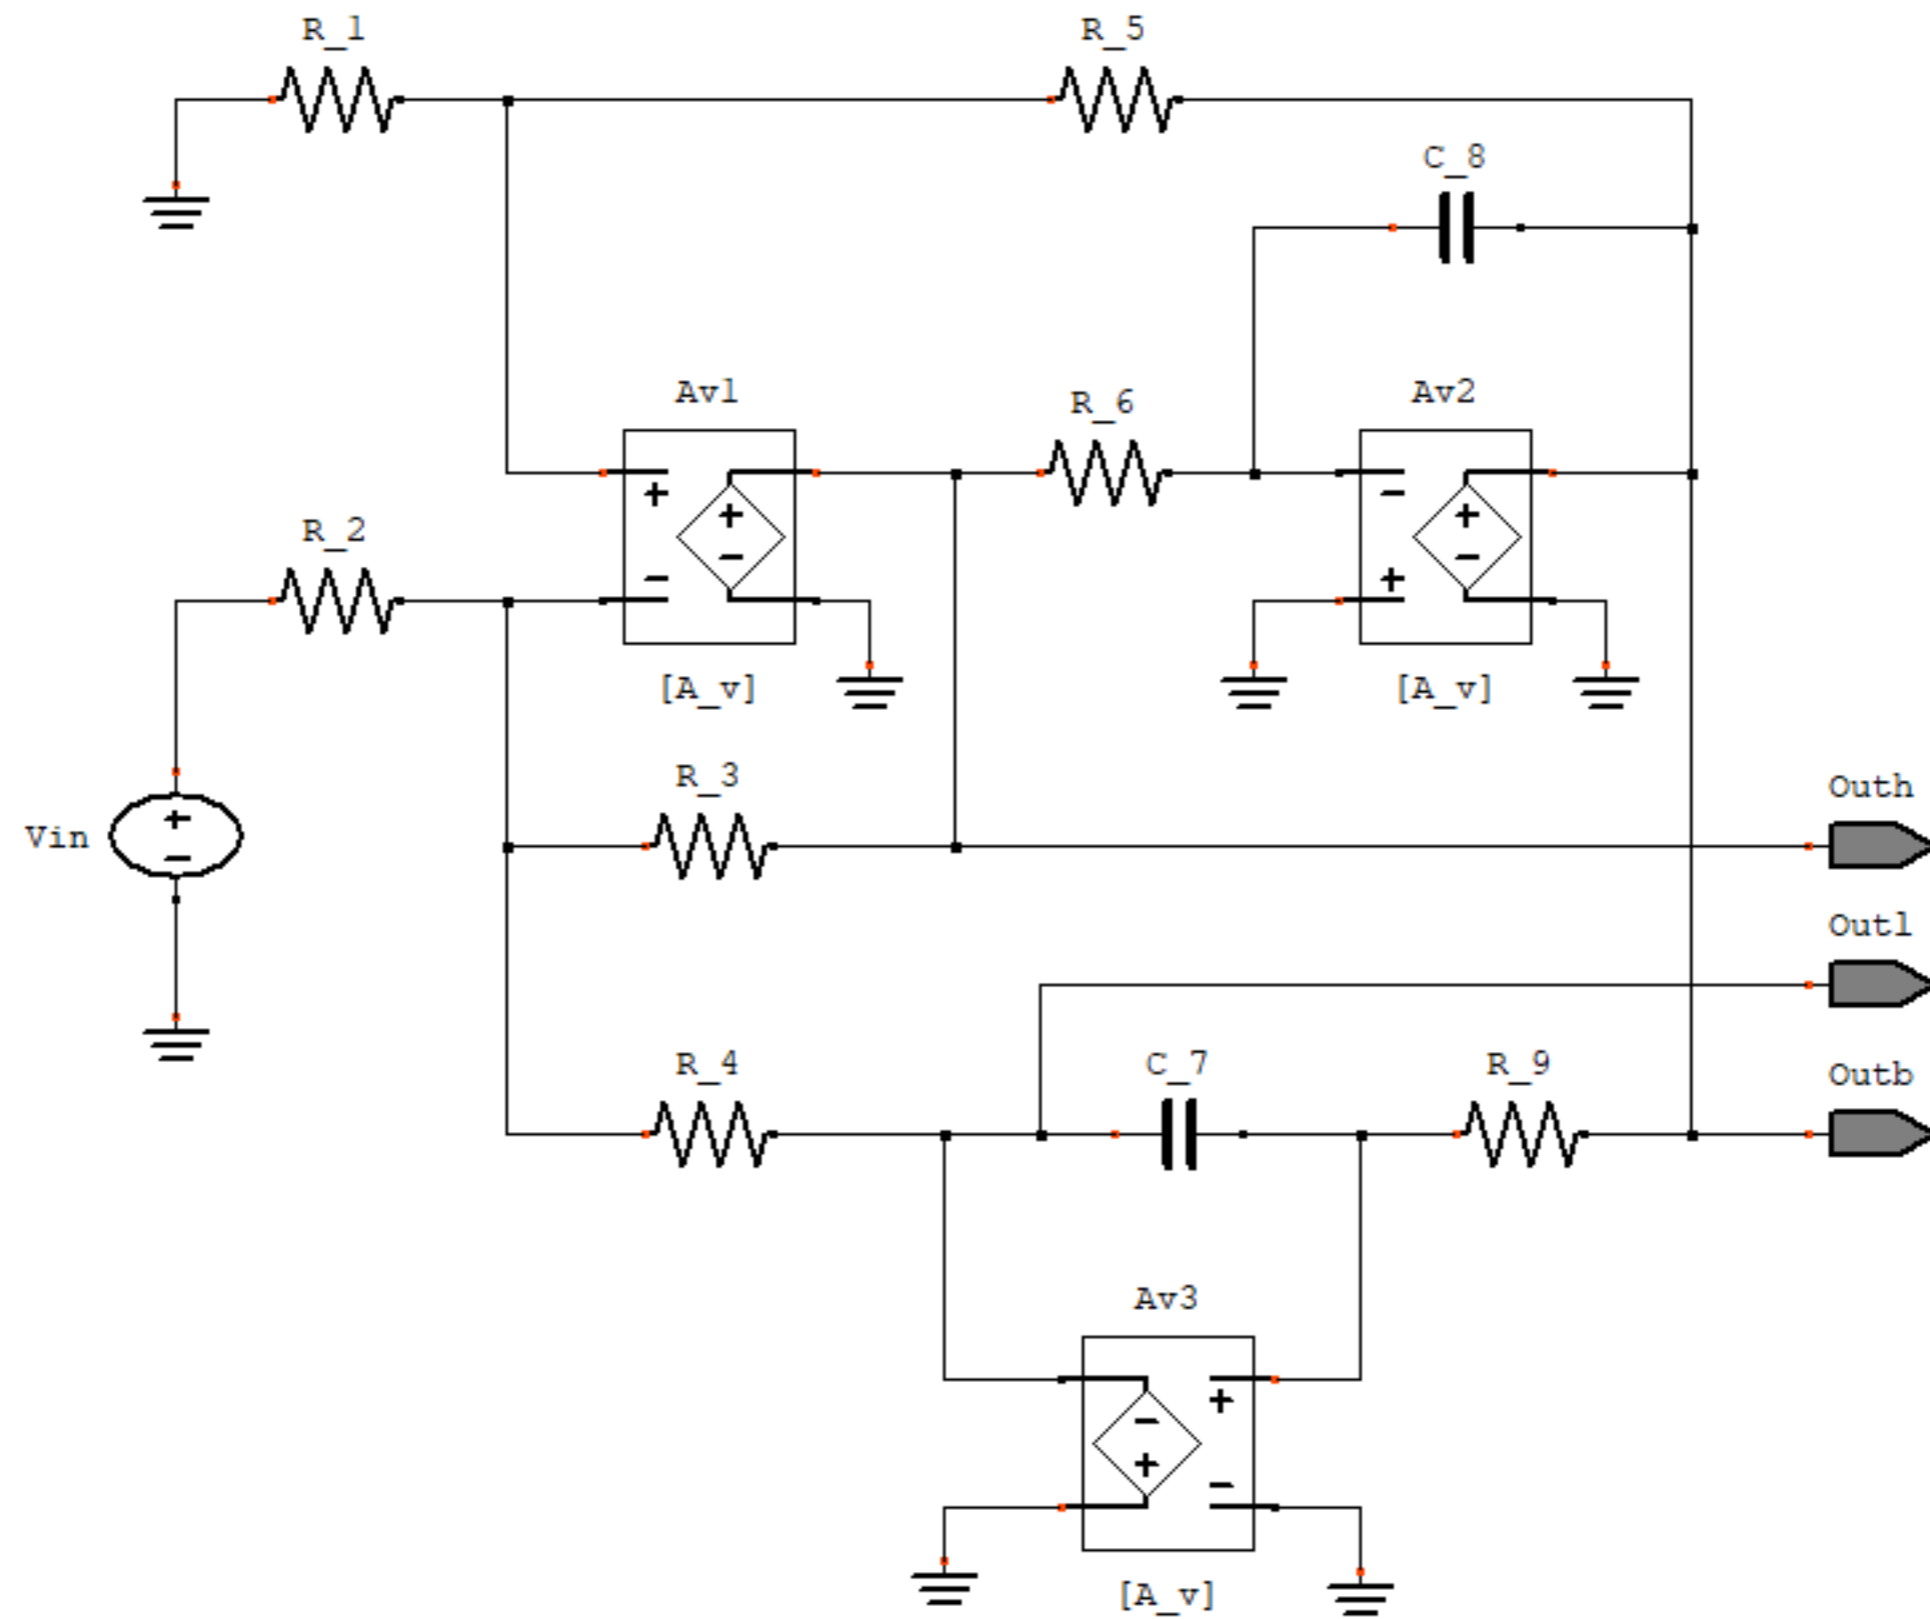 R_1
R_5
C_8
Av1
R_6
Av2
R_2
+
+
-
-
+
-
-
+
[A_v]
[A_v]
R_3
Outh
Vin
+
-
Outl
R_4
C_7
R_9
Outb
Av3
-
+
+
-
[A_v]